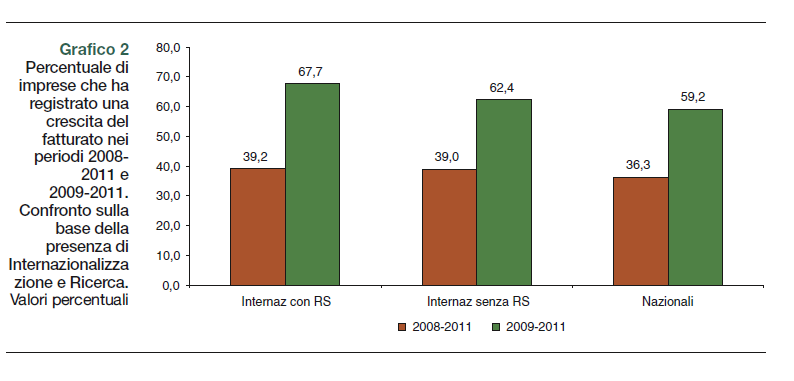 Grafico 2
Percentuale di
imprese che ha
registrato una
crescita del
fatturato nei
periodi 2008-
2011 e
2009-2011.
Confronto sulla
base della
presenza di
Internazionalizza
zione e Ricerca.
Valori percentuali
80,0
70,0
60,0
50,0
40,0
30,0
20,0
10,0
0,0
39,2
67,7
39,0
62,4
36,3
59,2
Internaz con RS
Internaz senza RS
Nazionali
2008-2011
2009-2011